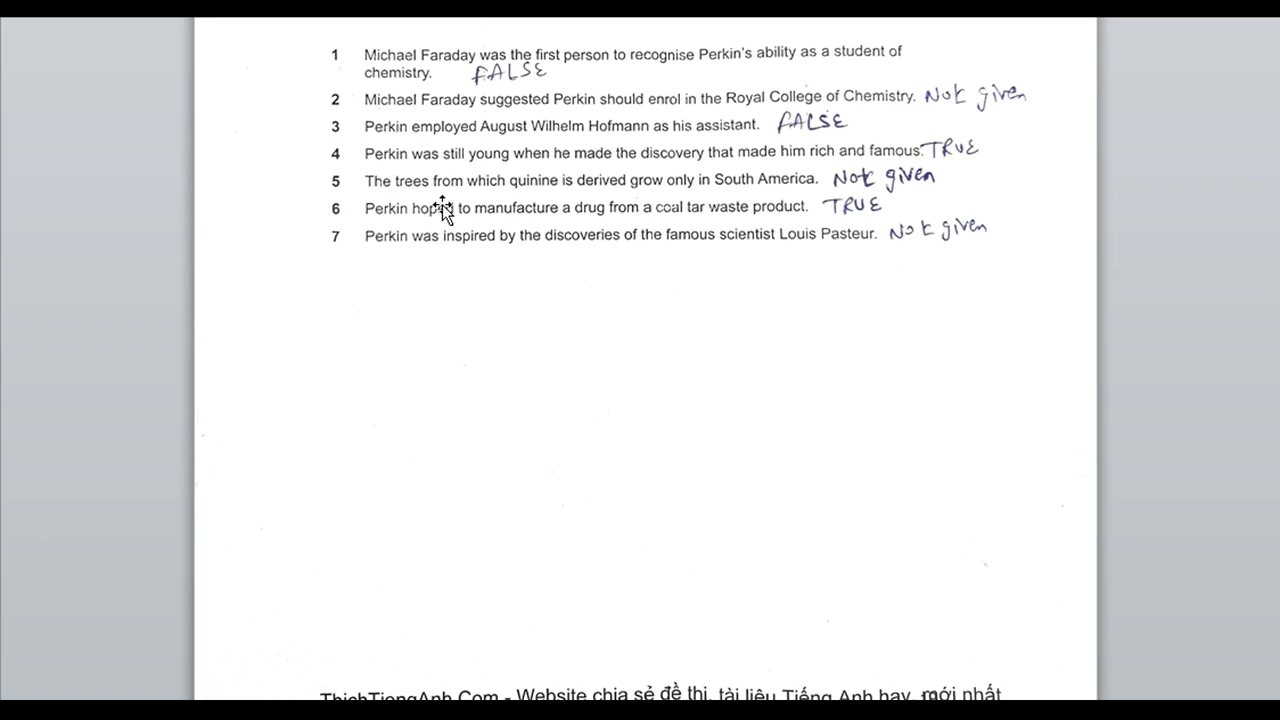 1 Michael Faraday was the first person to recognise Perkin's ability as a student of
chemistry. FALSE
2 Michael Faraday suggested Perkin should enrol in the Royal College of Chemistry. Not given
3 Perkin employed August Wilhelm Hofmann as his assistant. FALSE
4 Perkin was still young when he made the discovery that made him rich and famous. TRUE
5 The trees from which quinine is derived grow only in South America. Not given
6 Perkin hoped to manufacture a drug from a coal tar waste product. TRUE
7 Perkin was inspired by the discoveries of the famous scientist Louis Pasteur. Not given
ThichTiengAnh.Com - Website chia sẻ đề thi, tài liệu Tiếng Anh hay, mới nhất